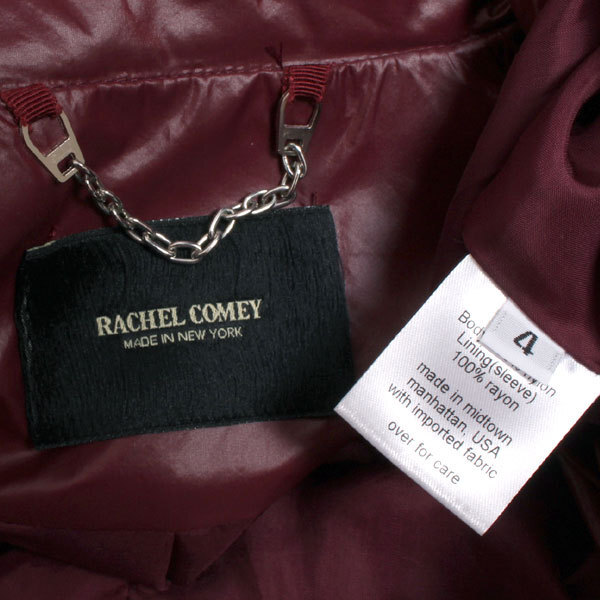 RACHEL COMEY
MADE IN NEW YORK
4
Body
Lining(sleeve)
100% rayon
made in midtown
manhattan, USA
with imported fabric
over for care